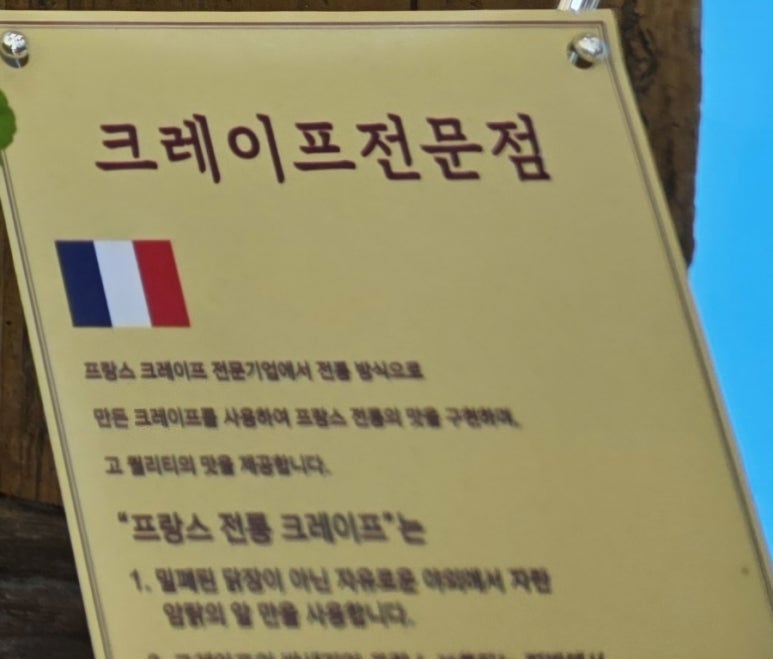 크레이프전문점
프랑스 크레이프 전문기업에서 전통 방식으로
만든 크레이프를 사용하여 프랑스 전통의 맛을 구현하며,
고 퀄리티의 맛을 제공합니다.
"프랑스 전통 크레이프"는
1. 밀폐된 닭장이 아닌 자유로운 야외에서 자란
암탉의 알 만을 사용합니다.